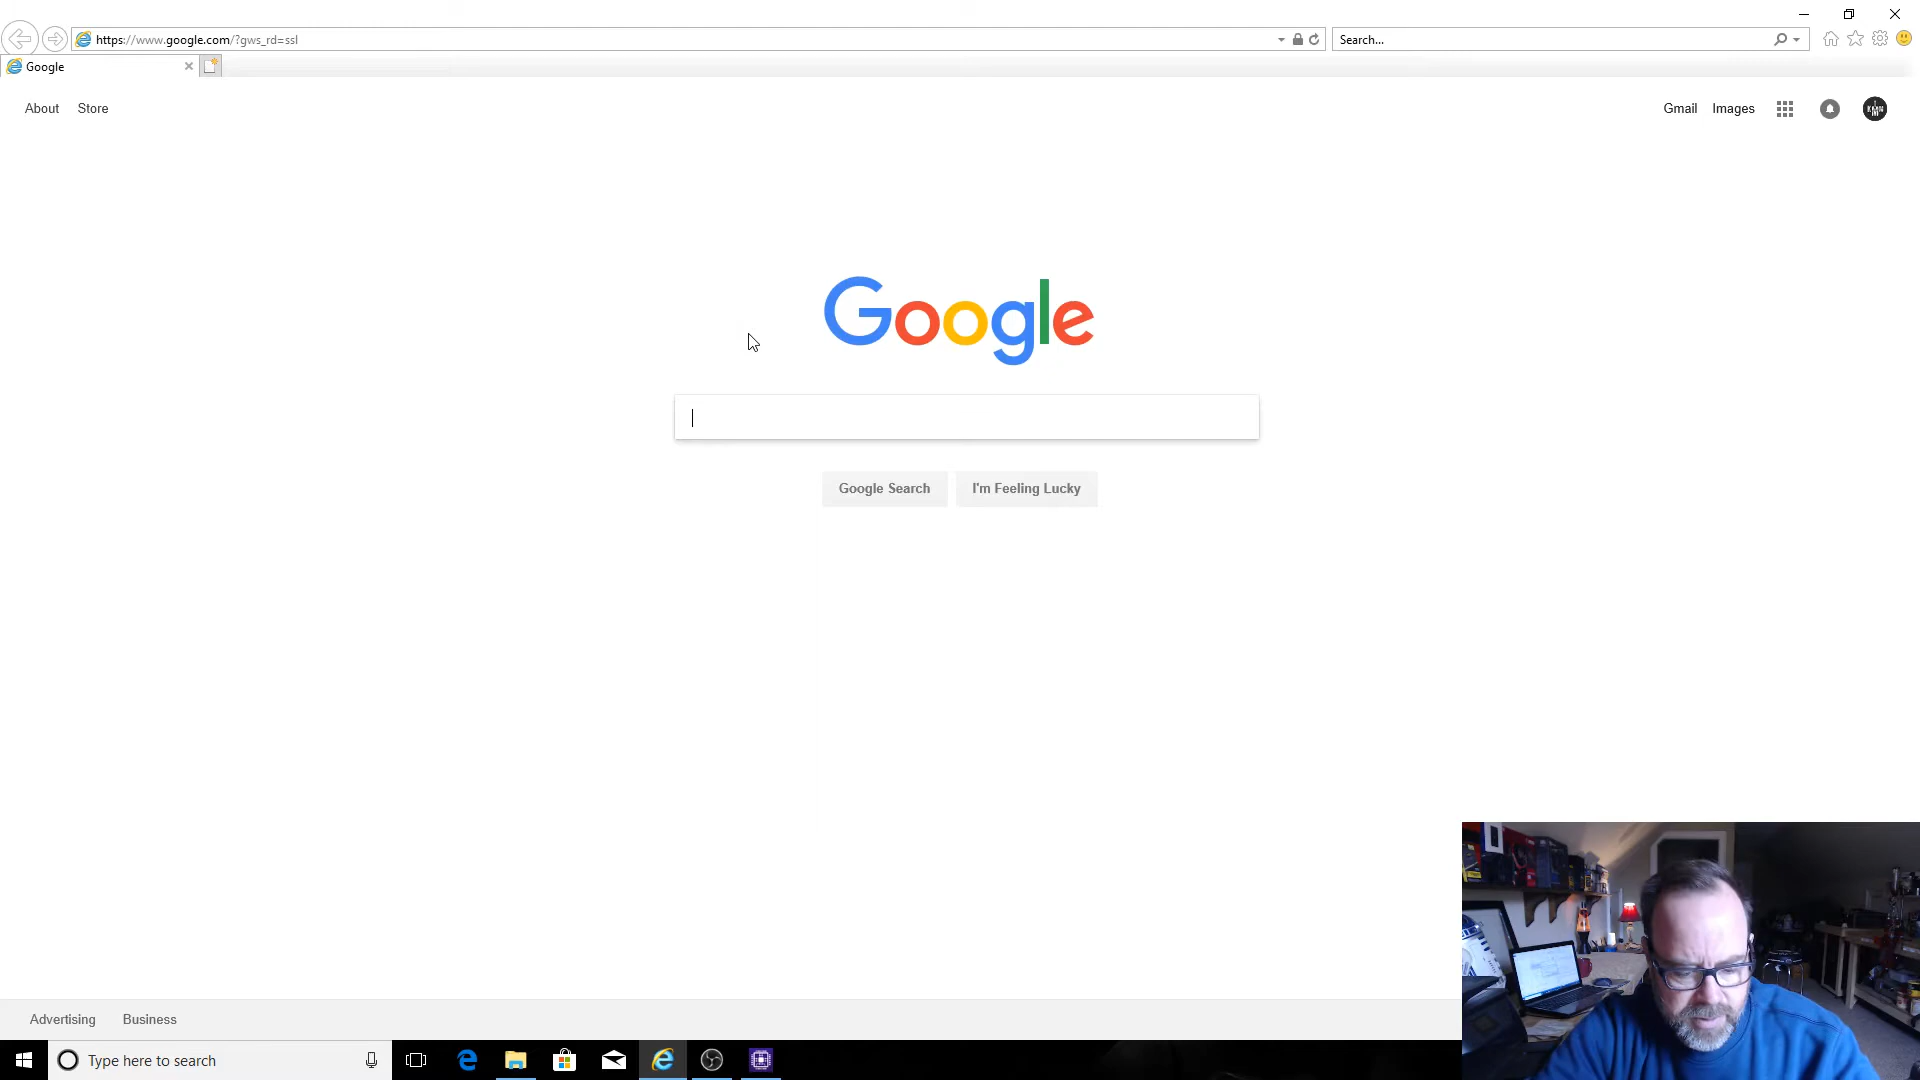 https://www.google.com/?gws_rd=ssl
Search...
Google
About Store
Gmail Images
Google
Google Search I'm Feeling Lucky
Advertising Business
Type here to search